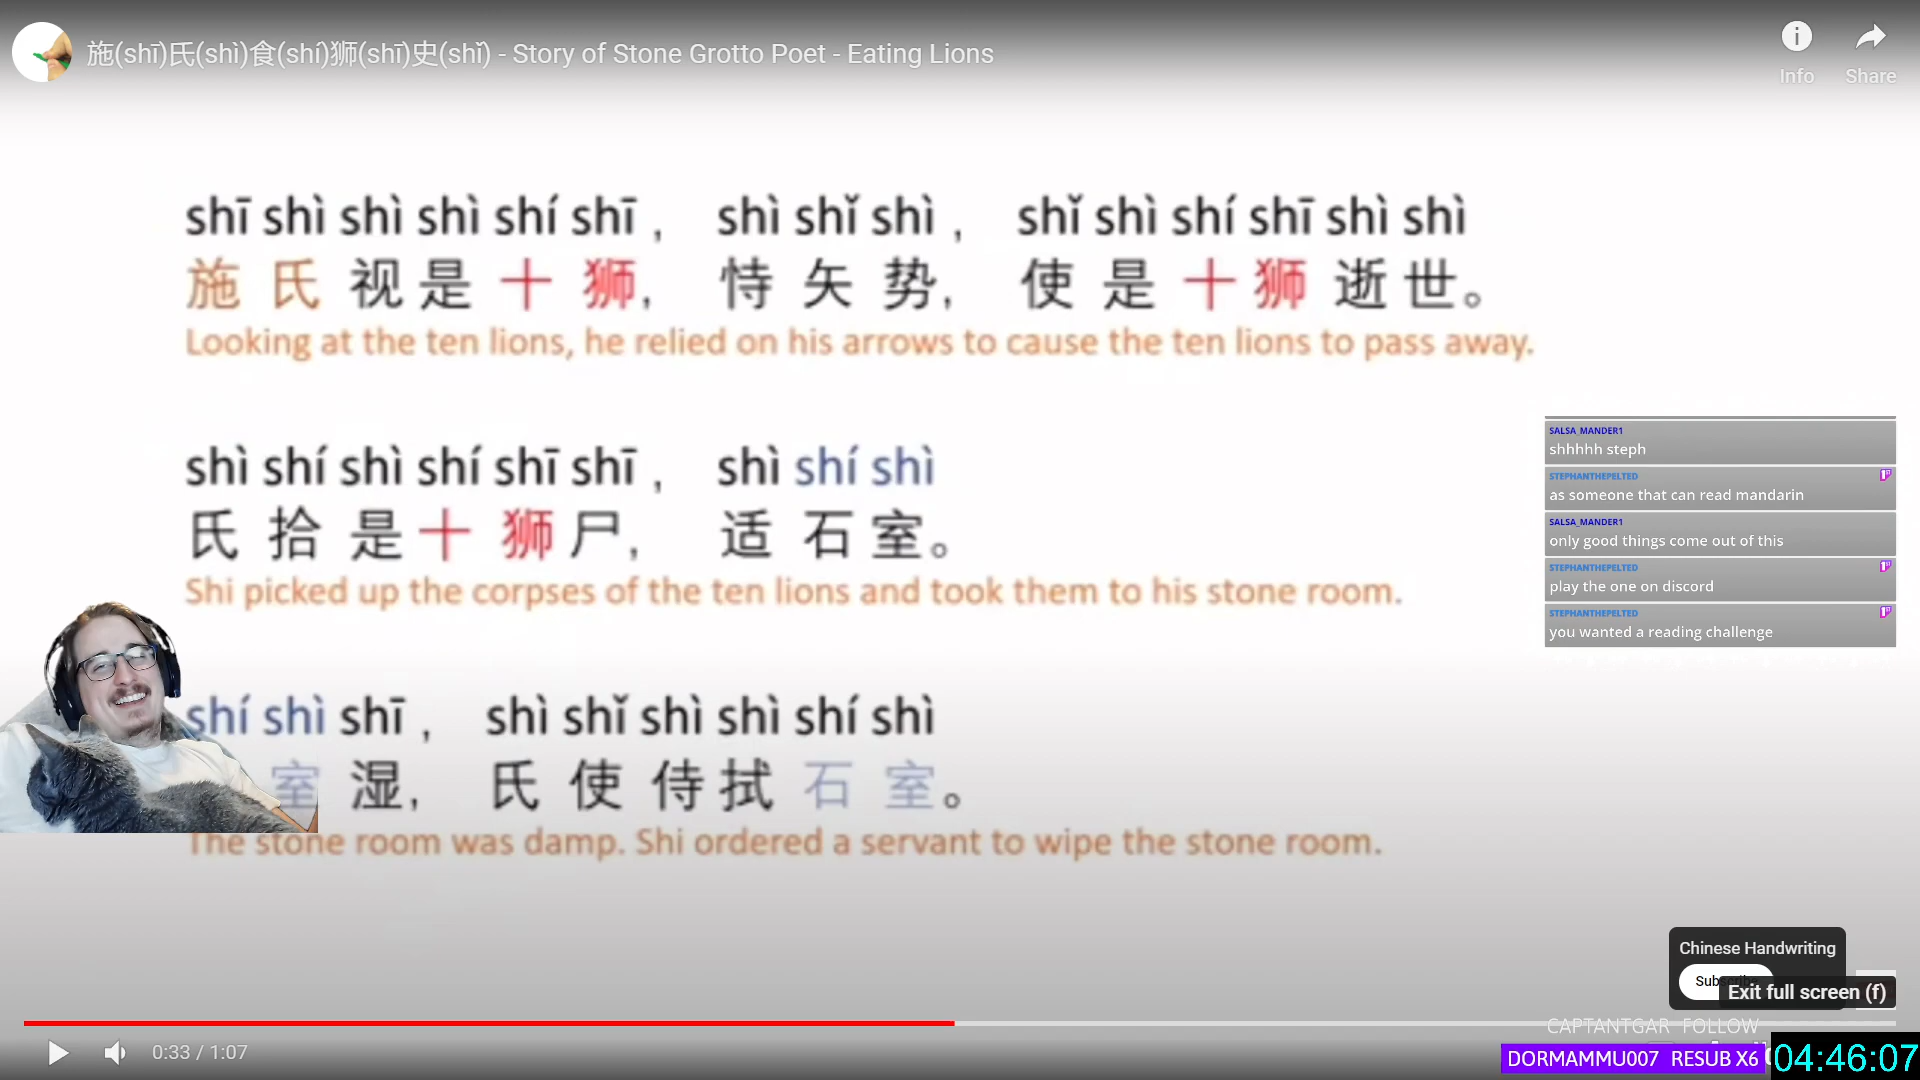 施(shī)氏(shì)食(shí)狮(shī)史(shǐ) - Story of Stone Grotto Poet - Eating Lions
Info
Share
shī shì shì shì shí shī , shì shǐ shì , shǐ shì shí shī shì shì
施氏视是十狮, 恃矢势, 使是十狮逝世。
Looking at the ten lions, he relied on his arrows to cause the ten lions to pass away.
shì shí shì shí shī shī , shì shí shì
氏拾是十狮尸, 适石室。
Shi picked up the corpses of the ten lions and took them to his stone room.
shí shì shī , shì shǐ shì shì shí shì
室湿, 氏使侍拭石室。
The stone room was damp. Shi ordered a servant to wipe the stone room.
SALSA_MANDER1
shhhhh steph
STEPHANTHEPELTED
as someone that can read mandarin
SALSA_MANDER1
only good things come out of this
STEPHANTHEPELTED
play the one on discord
STEPHANTHEPELTED
you wanted a reading challenge
Chinese Handwriting
Exit full screen (f)
CAPTANTGAR FOLLOW
0:33 / 1:07
DORMAMMU007 RESUB X6
04:46:07